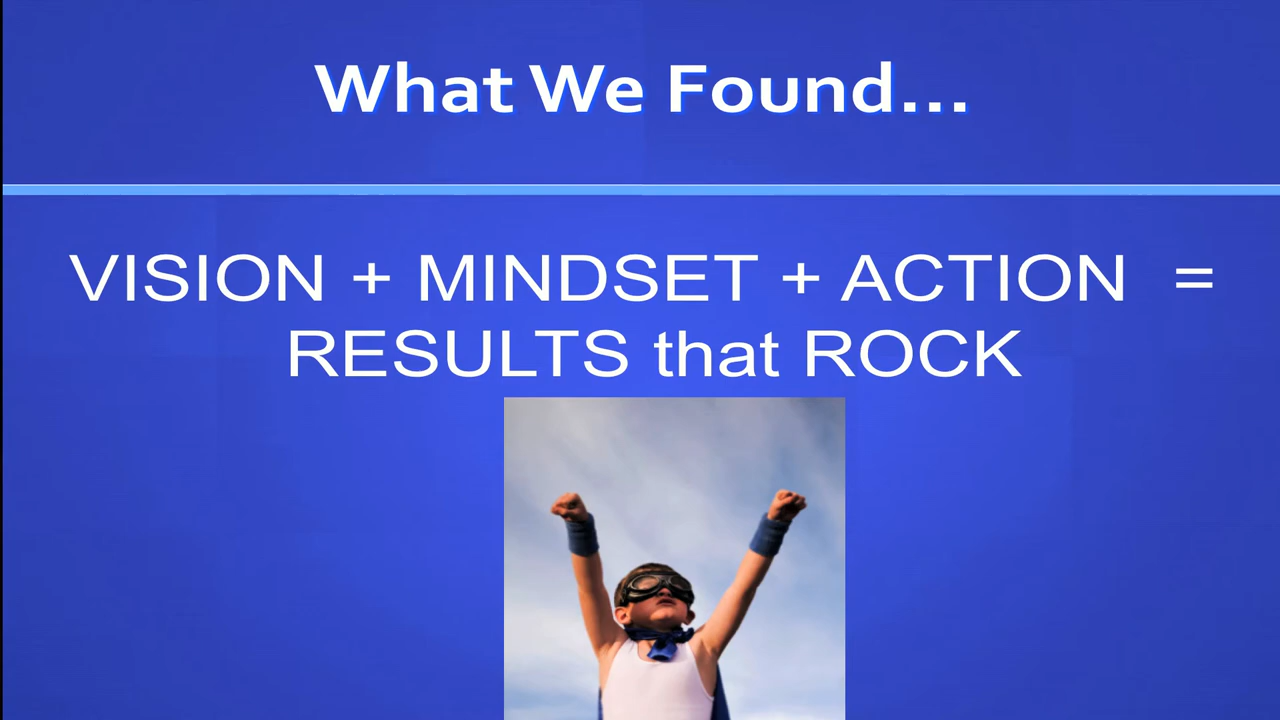 What We Found...
VISION + MINDSET + ACTION =
RESULTS that ROCK